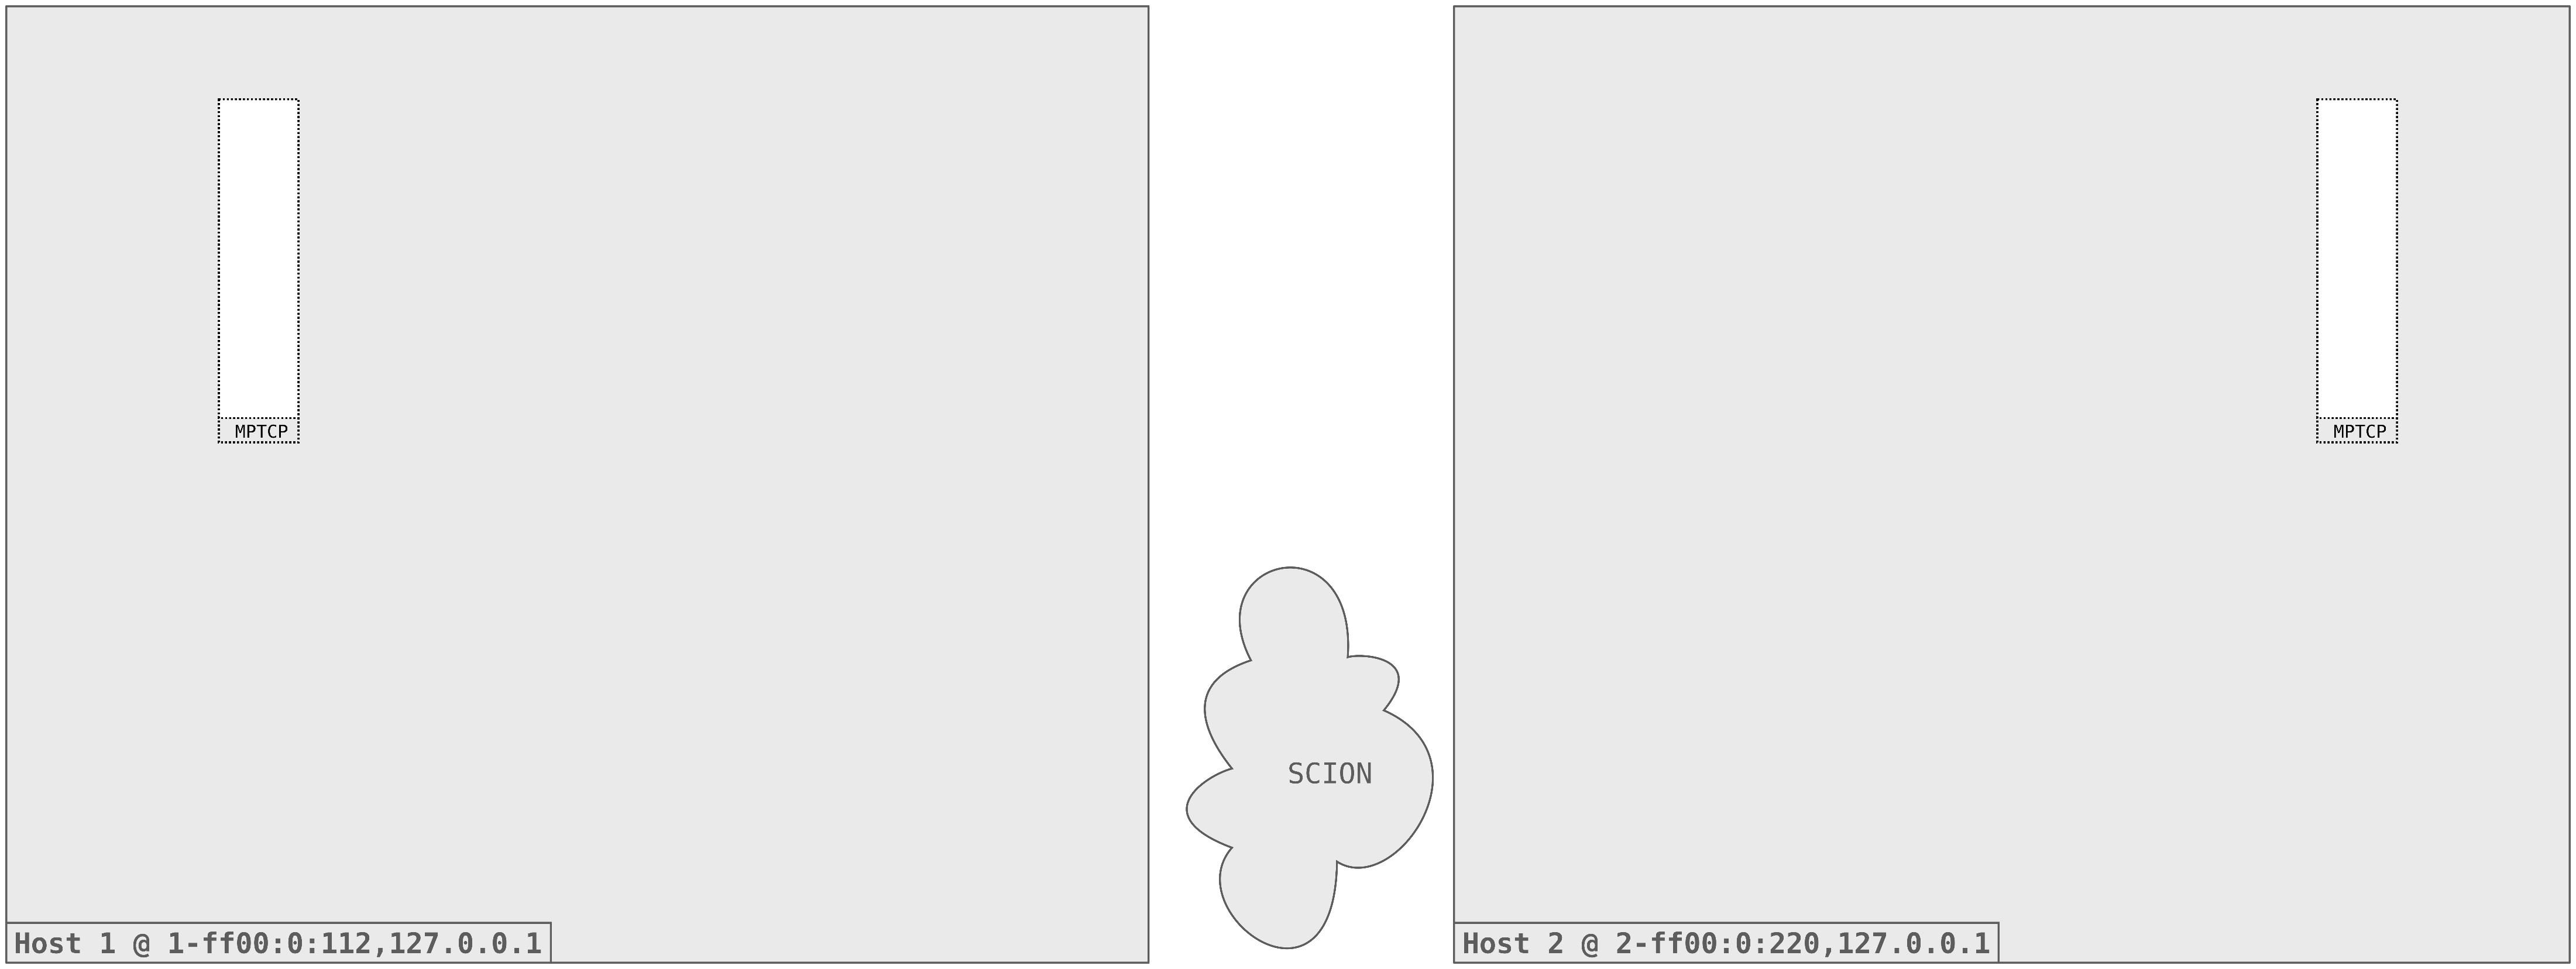 MPTCP
MPTCP
SCION
Host 1 @ 1-ff00:0:112,127.0.0.1
Host 2 @ 2-ff00:0:220,127.0.0.1